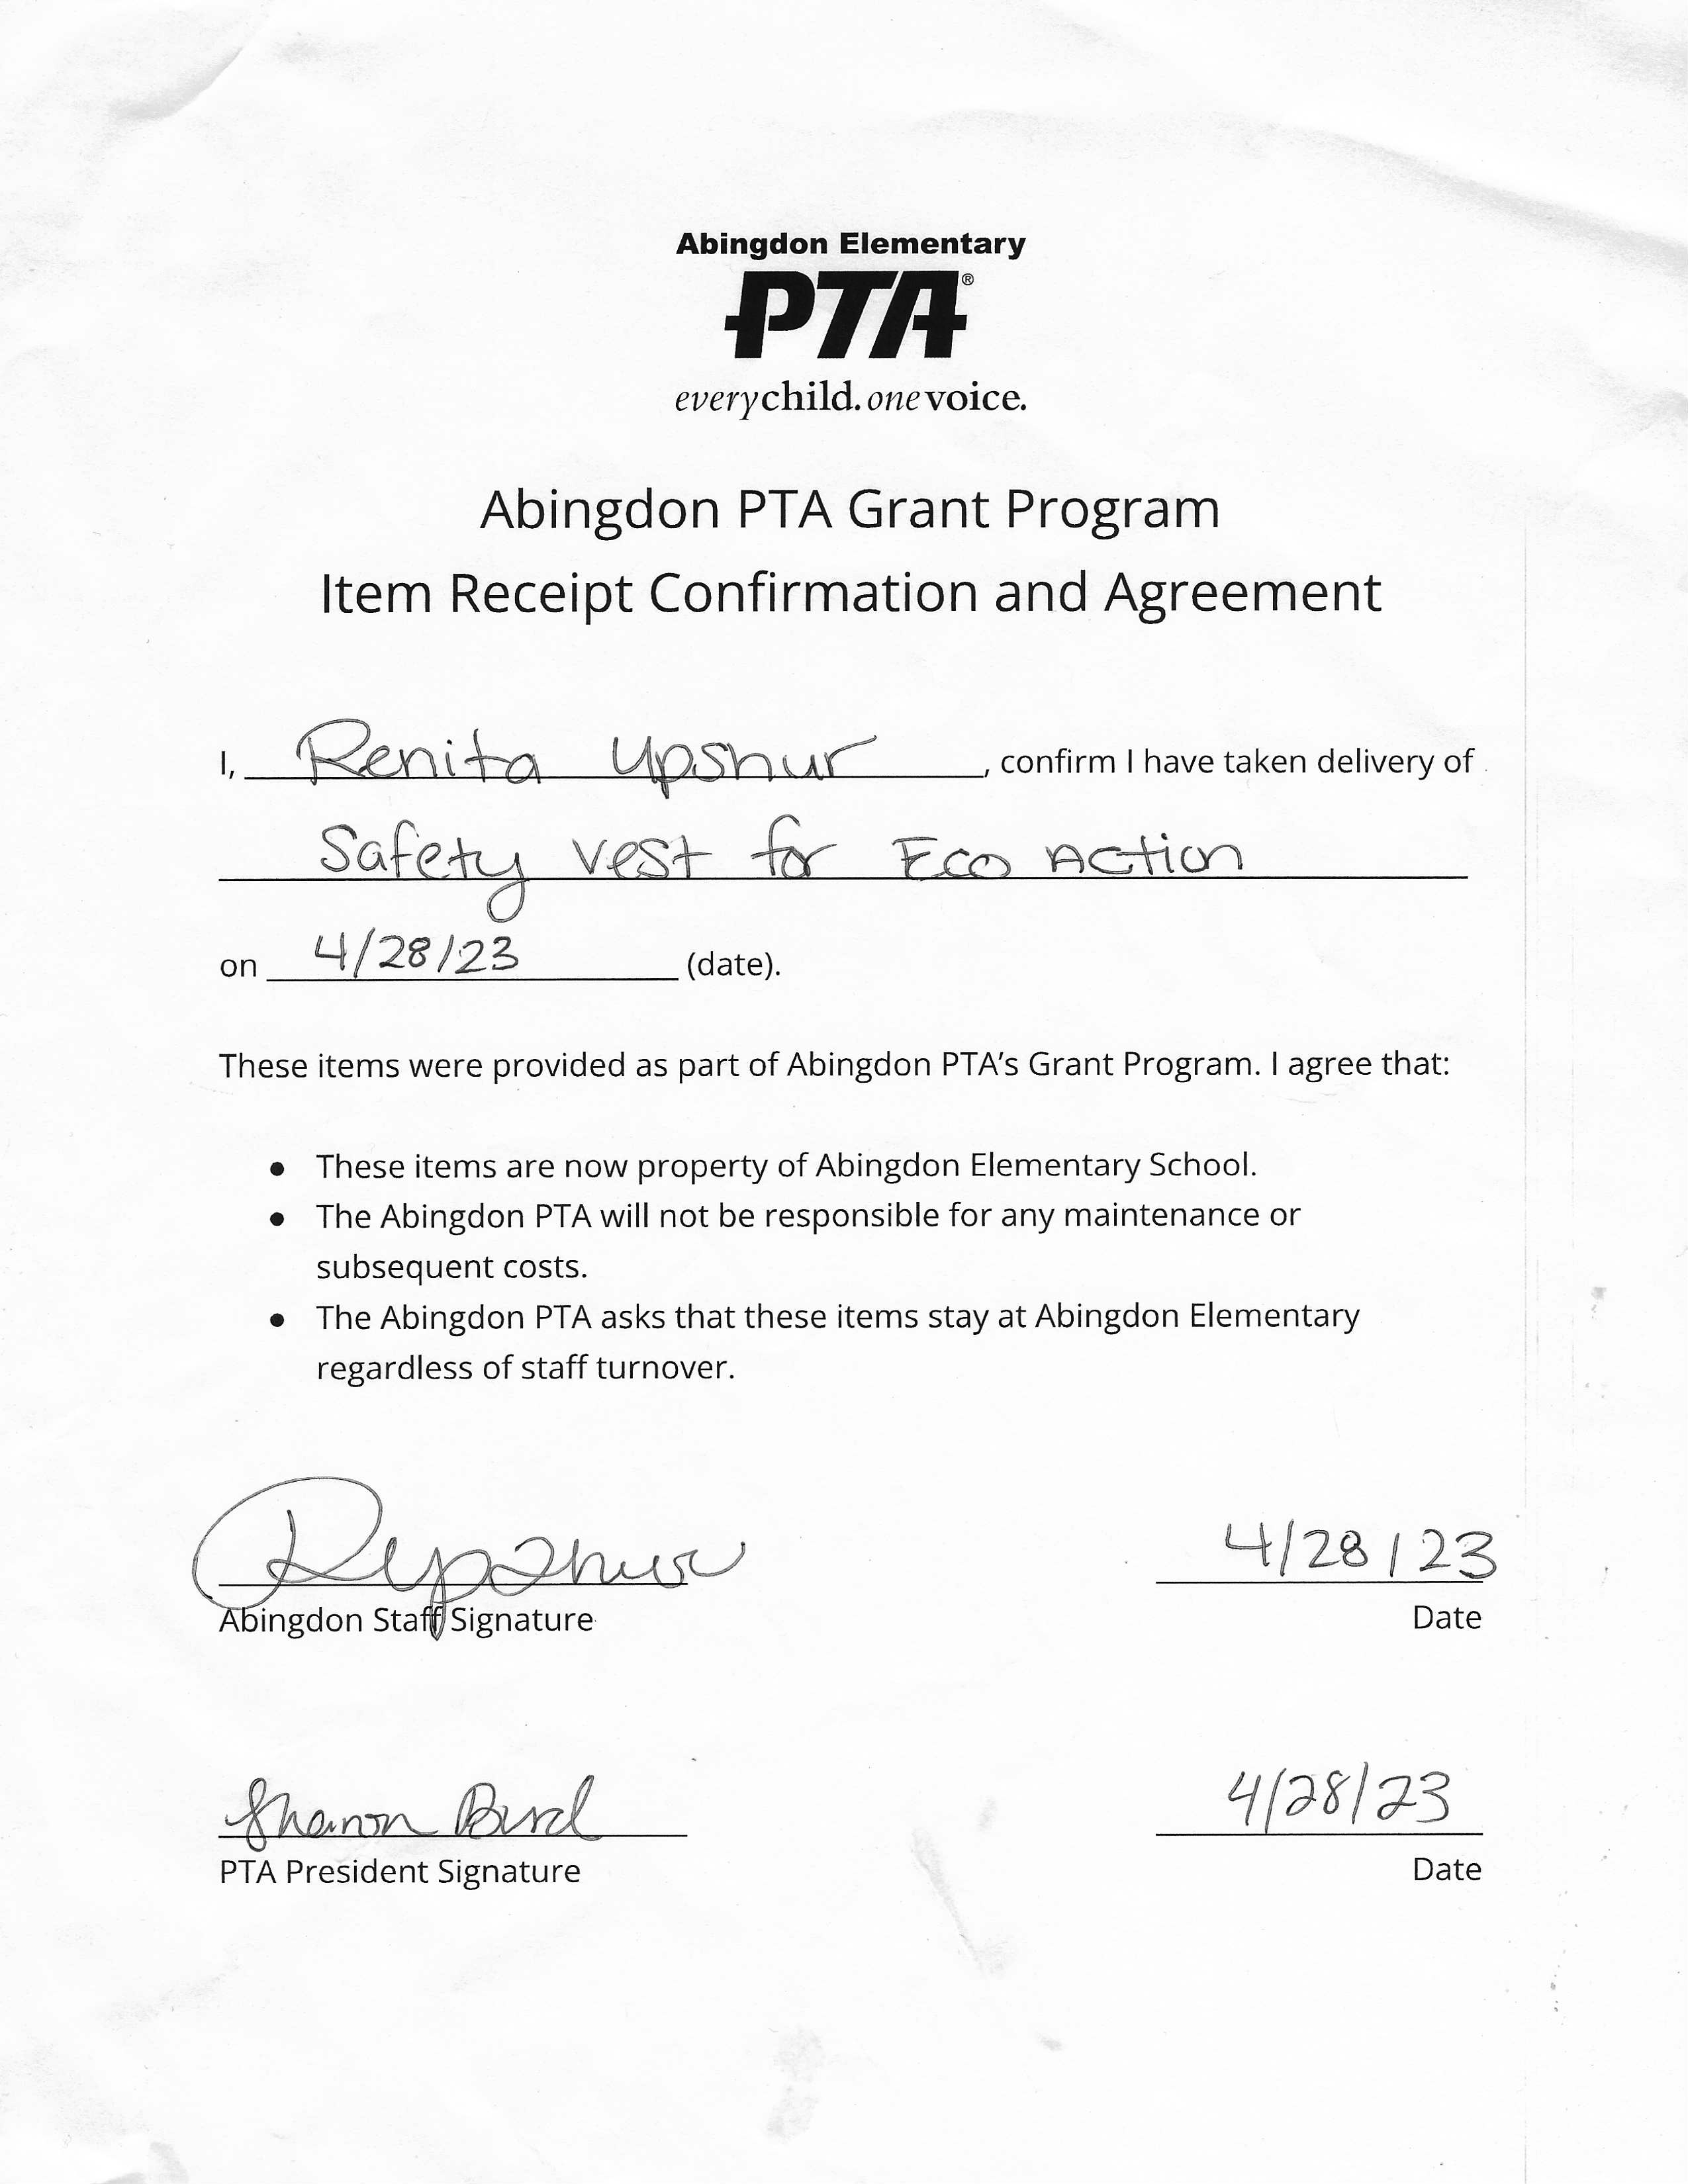 Abingdon Elementary
PTA®
everychild.onevoice.
Abingdon PTA Grant Program
Item Receipt Confirmation and Agreement
I, Renita Upshur, confirm I have taken delivery of
Safety vest for Eco Action
on 4/28/23 (date).
These items were provided as part of Abingdon PTA’s Grant Program. I agree that:
● These items are now property of Abingdon Elementary School.
● The Abingdon PTA will not be responsible for any maintenance or
subsequent costs.
● The Abingdon PTA asks that these items stay at Abingdon Elementary
regardless of staff turnover.
RUpshur 4/28/23
Abingdon Staff Signature Date
Sharon Burd 4/28/23
PTA President Signature Date